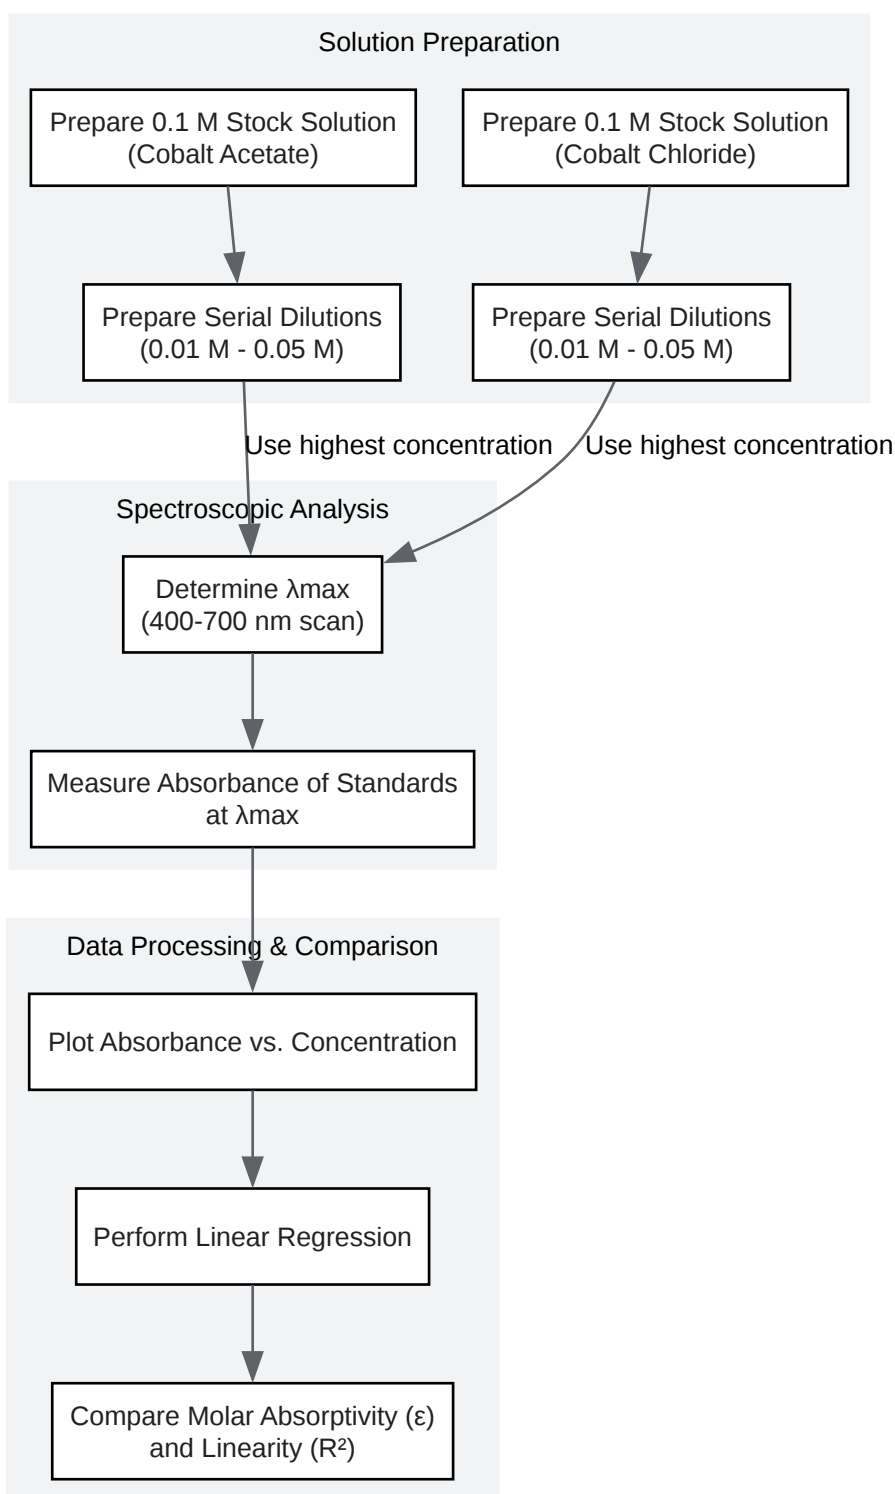 Solution Preparation
Prepare 0.1 M Stock Solution
(Cobalt Acetate)
Prepare 0.1 M Stock Solution
(Cobalt Chloride)
Prepare Serial Dilutions
(0.01 M - 0.05 M)
Prepare Serial Dilutions
(0.01 M - 0.05 M)
Use highest concentration
Use highest concentration
Spectroscopic Analysis
Determine λmax
(400-700 nm scan)
Measure Absorbance of Standards
at λmax
Data Processing & Comparison
Plot Absorbance vs. Concentration
Perform Linear Regression
Compare Molar Absorptivity (ε)
and Linearity (R²)